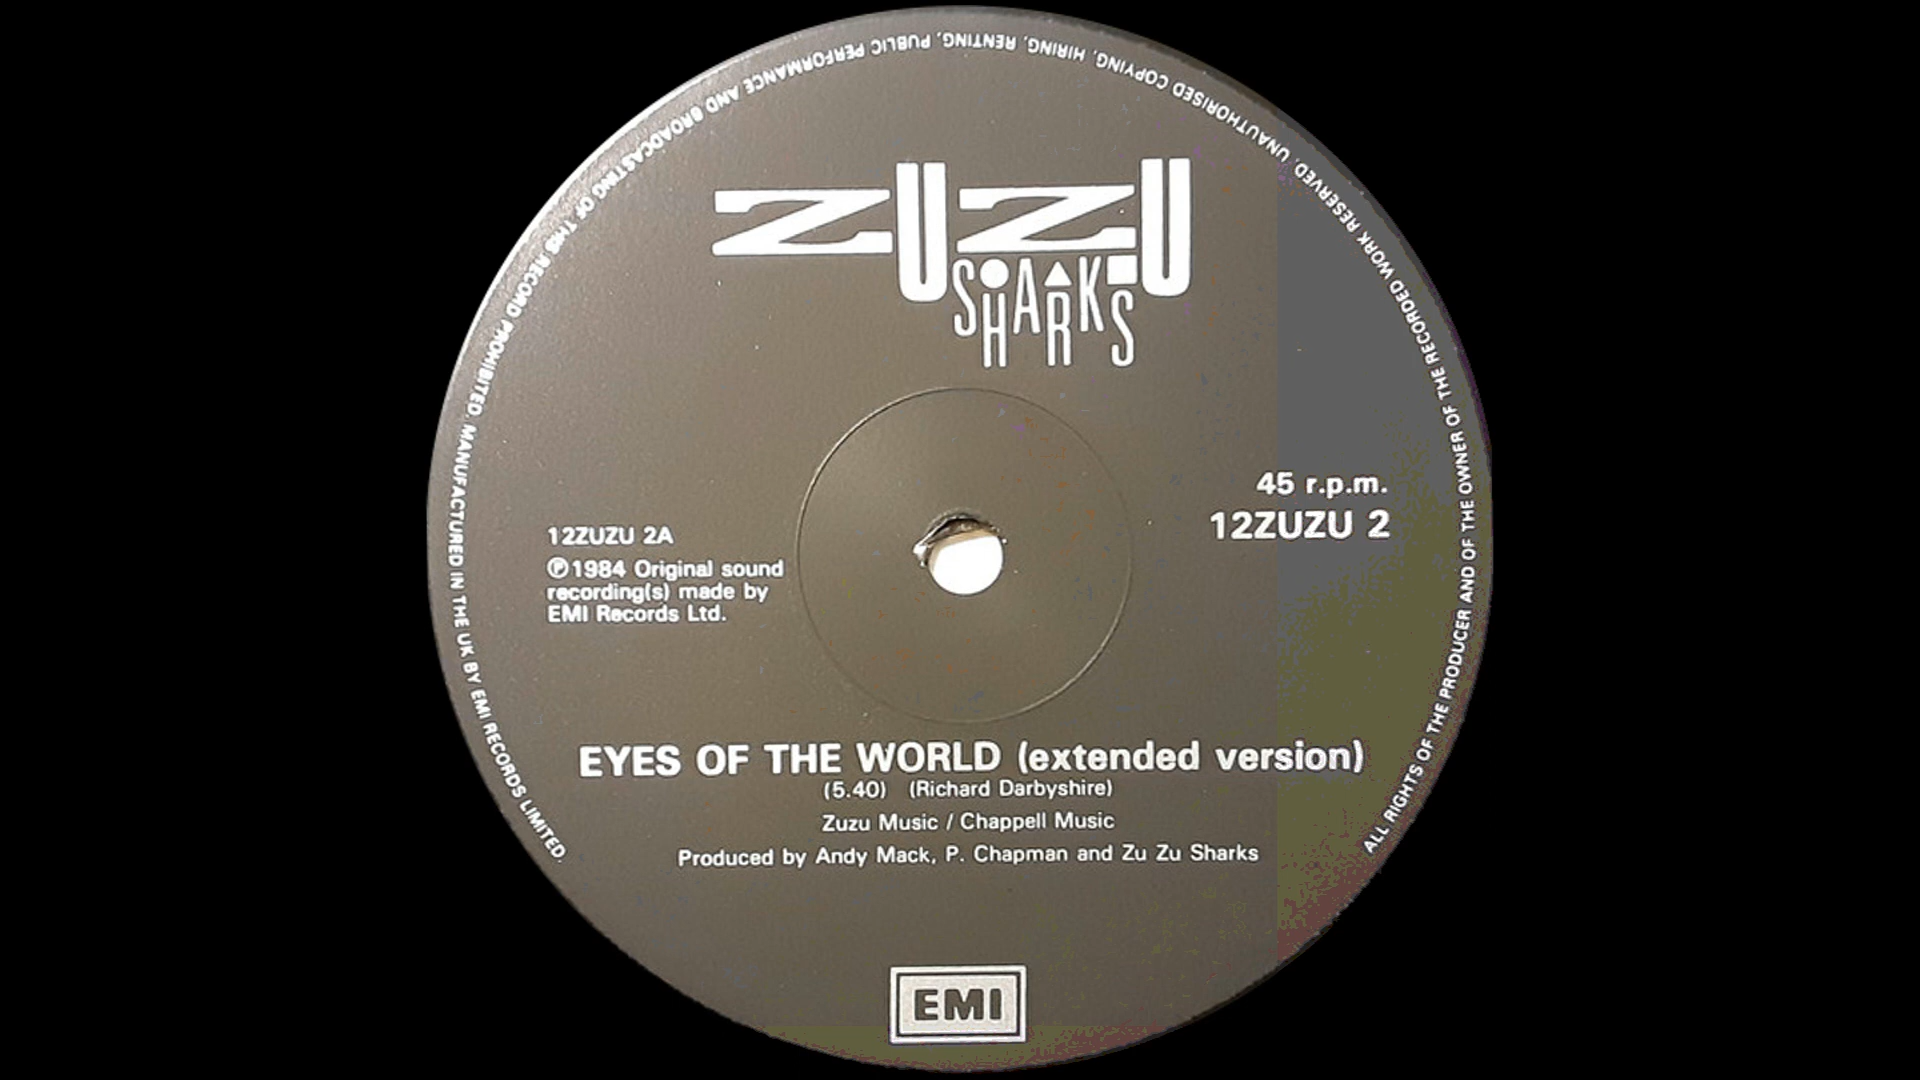 ZUZU
SHARKS
45 r.p.m.
12ZUZU 2
12ZUZU 2A
Ⓟ1984 Original sound
recording(s) made by
EMI Records Ltd.
EYES OF THE WORLD (extended version)
(5.40) (Richard Darbyshire)
Zuzu Music / Chappell Music
Produced by Andy Mack, P. Chapman and Zu Zu Sharks
EMI
ALL RIGHTS OF THE PRODUCER AND OF THE OWNER OF THE RECORDED WORK RESERVED. UNAUTHORISED COPYING, HIRING, RENTING, PUBLIC PERFORMANCE AND BROADCASTING OF THIS RECORD PROHIBITED. MANUFACTURED IN THE UK BY EMI RECORDS LIMITED.